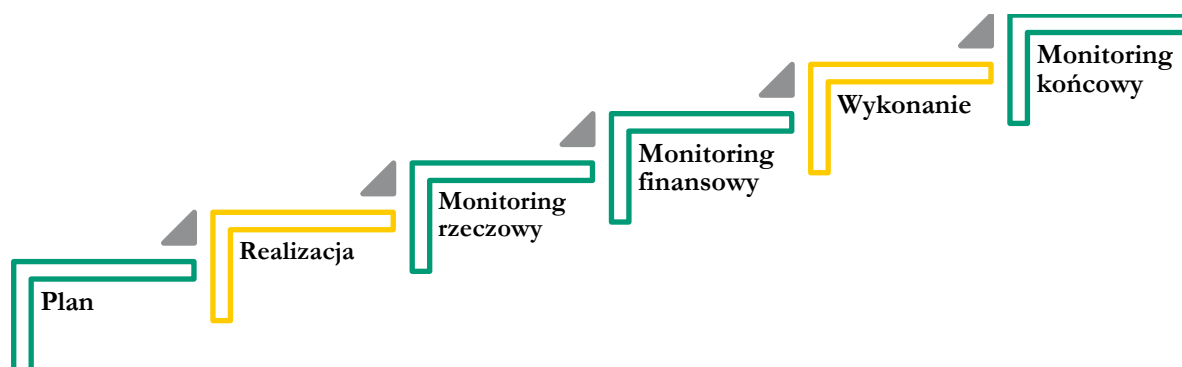 Plan
Realizacja
Monitoring
rzeczowy
Monitoring
finansowy
Wykonanie
Monitoring
końcowy